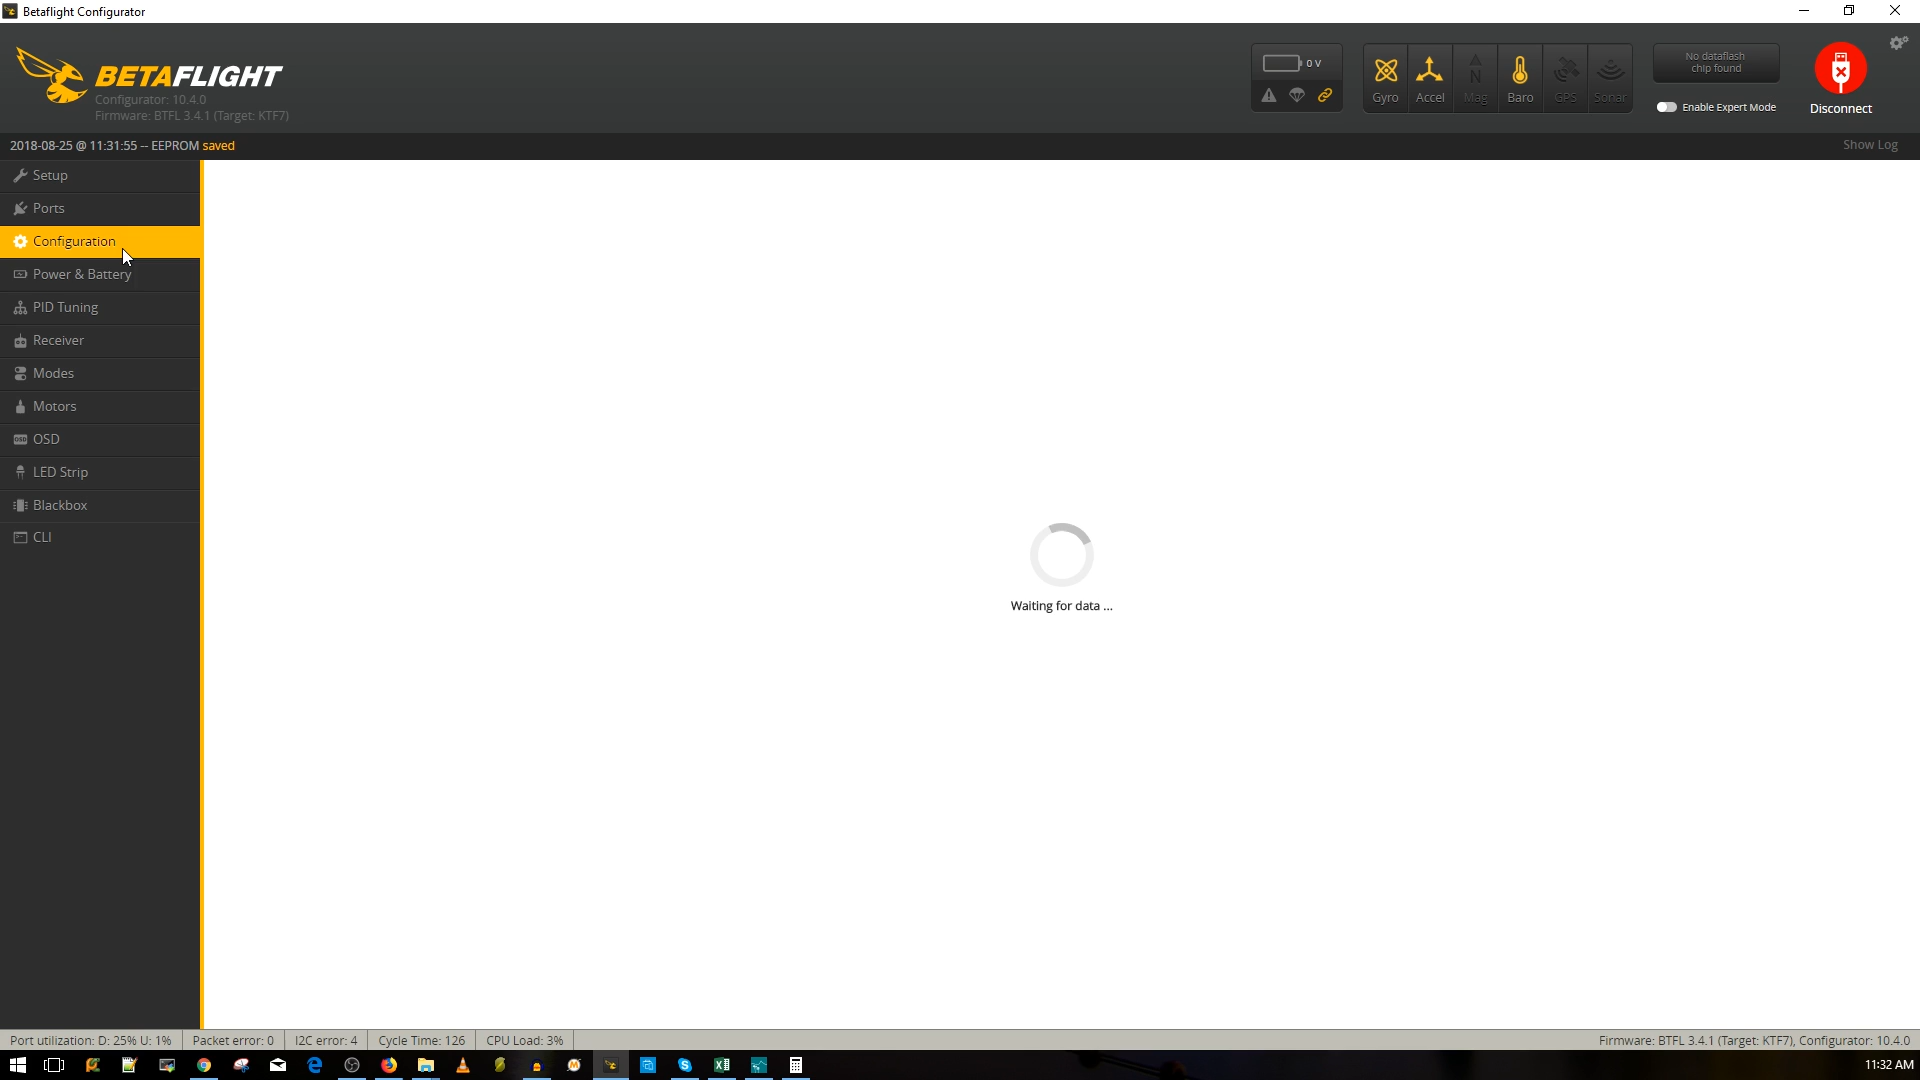 Betaflight Configurator
BETAFLIGHT
Configurator: 10.4.0
Firmware: BTFL 3.4.1 (Target: KTF7)
0 V
Gyro
Accel
Mag
Baro
GPS
Sonar
No dataflash
chip found
Enable Expert Mode
Disconnect
2018-08-25 @ 11:31:55 -- EEPROM saved
Show Log
Setup
Ports
Configuration
Power & Battery
PID Tuning
Receiver
Modes
Motors
OSD
LED Strip
Blackbox
CLI
Waiting for data ...
Port utilization: D: 25% U: 1%
Packet error: 0
I2C error: 4
Cycle Time: 126
CPU Load: 3%
Firmware: BTFL 3.4.1 (Target: KTF7), Configurator: 10.4.0
11:32 AM